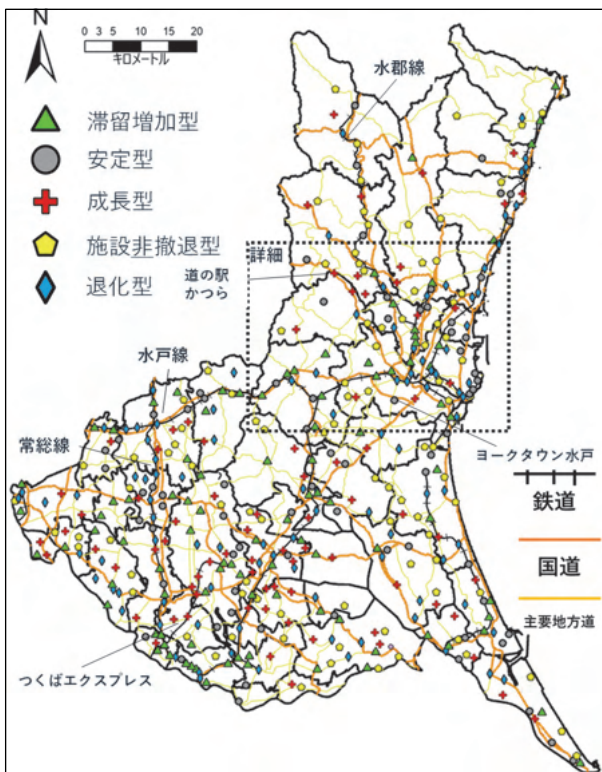 N
0 3 5 10 15 20
キロメートル
滞留増加型
安定型
成長型
施設非撤退型
退化型
水郡線
詳細
道の駅
かつら
水戸線
常総線
ヨークタウン水戸
鉄道
国道
主要地方道
つくばエクスプレス